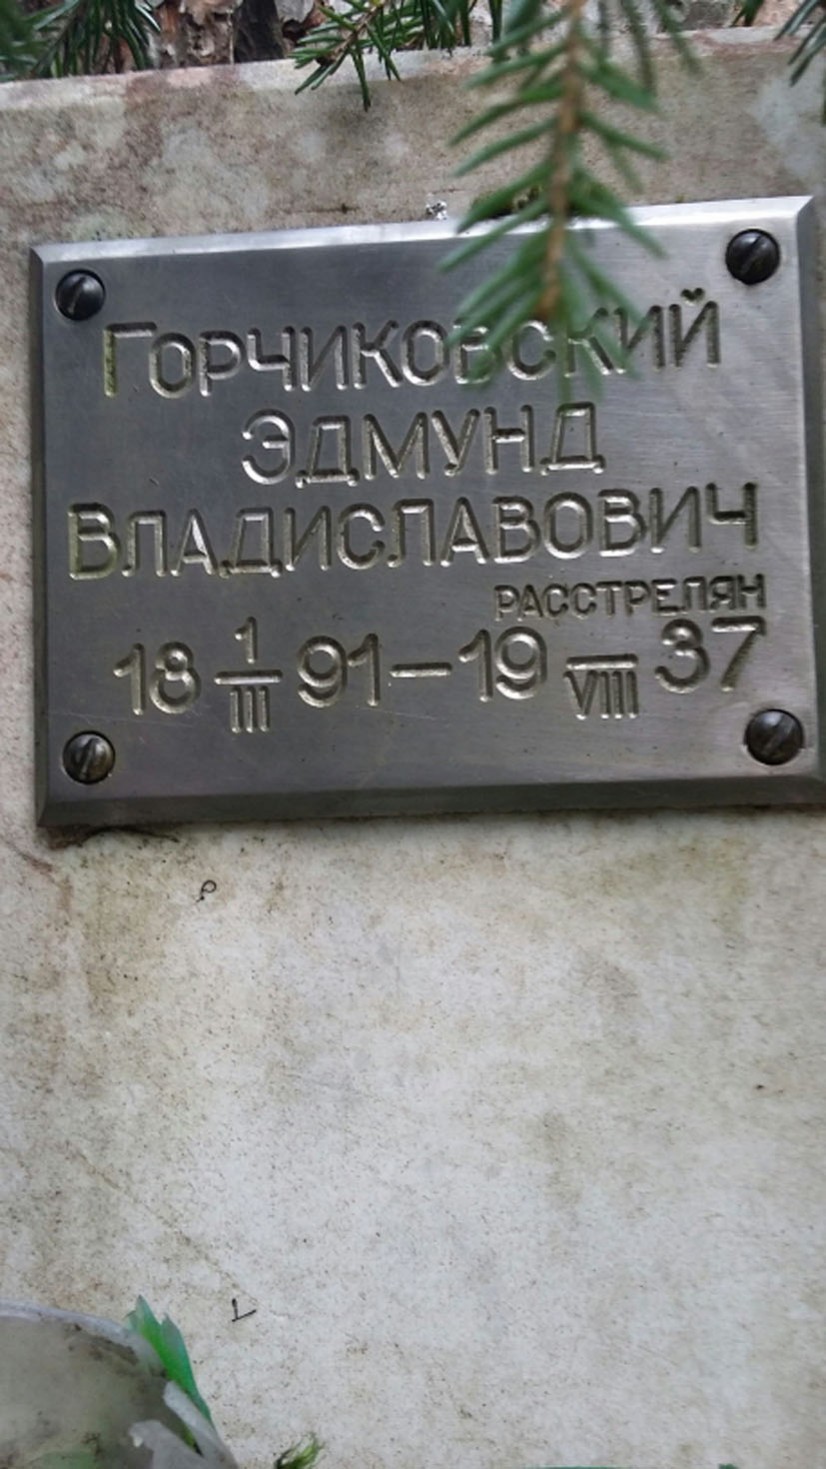 Горчиковский
Эдмунд
Владиславович
расстрелян
18 1/III 91 — 19 /VIII 37